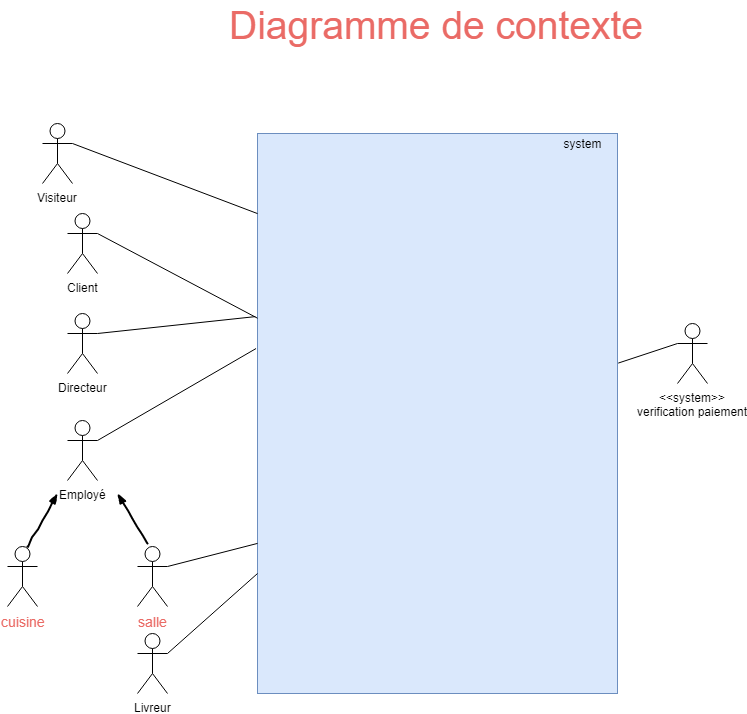 Diagramme de contexte
system
Visiteur
Client
Directeur
<<system>>
verification paiement
Employé
cuisine
salle
Livreur